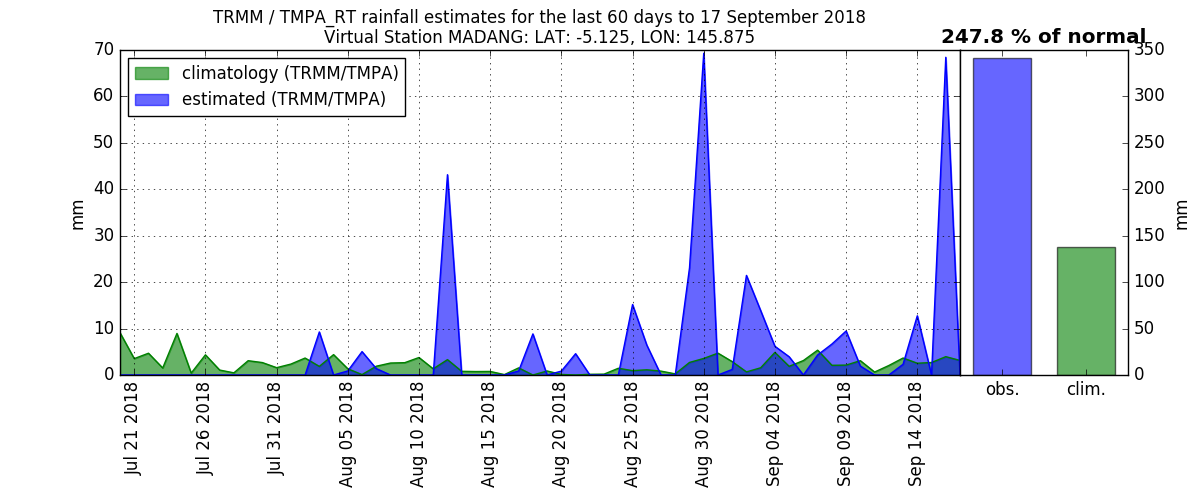 TRMM / TMPA_RT rainfall estimates for the last 60 days to 17 September 2018
Virtual Station MADANG: LAT: -5.125, LON: 145.875
247.8 % of normal
climatology (TRMM/TMPA)
estimated (TRMM/TMPA)
mm
70
60
50
40
30
20
10
0
Jul 21 2018
Jul 26 2018
Jul 31 2018
Aug 05 2018
Aug 10 2018
Aug 15 2018
Aug 20 2018
Aug 25 2018
Aug 30 2018
Sep 04 2018
Sep 09 2018
Sep 14 2018
350
300
250
200
150
100
50
0
mm
obs.
clim.